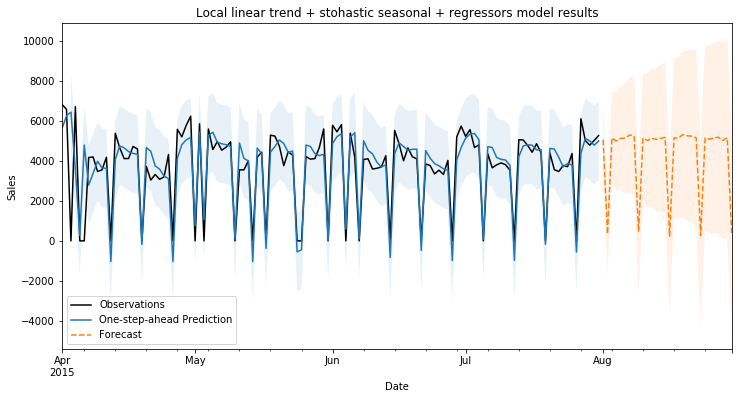 Local linear trend + stohastic seasonal + regressors model results
10000
8000
6000
4000
2000
0
−2000
−4000
Sales
Observations
One-step-ahead Prediction
Forecast
Apr
2015
May
Jun
Jul
Aug
Date